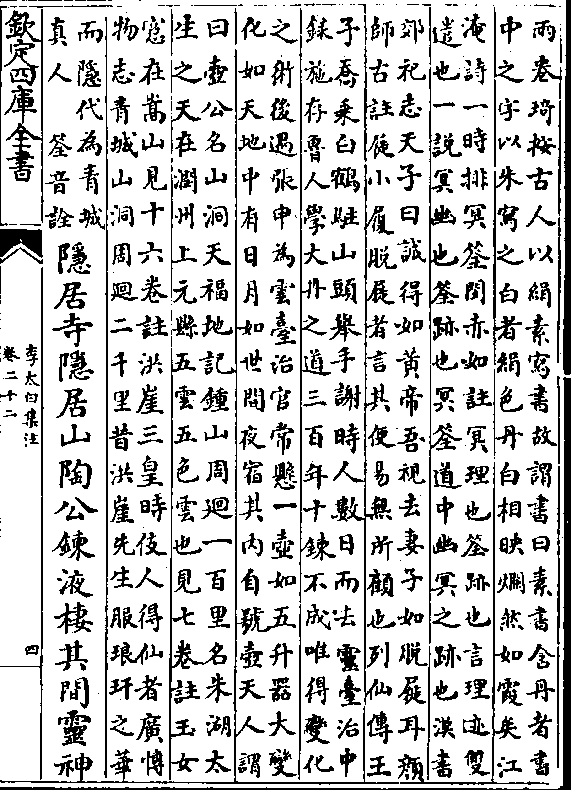 雨卷琦按古人以絹素寫書故謂書曰素書含丹者書
中之字以朱寫之白者絹色丹白相映爛然如霞矣江
淹詩一時排冥筌閔赤如註冥理也筌跡也言理迹雙
遣也一說冥幽也筌跡也冥筌道中幽冥之跡也漢書
郊祀志天子曰誠得如黄帝吾視去妻子如脫屣耳顔
師古註屣小履脫屣者言其便易無所顧也列仙傳王
子喬乗白鶴駐山頭舉手謝時人數日而去靈臺治中
錄施存魯人學大丹之道三百年十錬不成唯得變化
之術後遇張申為雲臺治官常懸一壺如五升器大變
化如天地中有日月如世間夜宿其内自號壺天人謂
曰壺公名山洞天福地記鍾山周迴一百里名朱湖太
生之天在潤州上元縣五雲五色雲也見七卷註玉女
窻在嵩山見十六卷註洪崖三皇時伎人得仙者廣博
物志青城山洞周迴二千里昔洪崖先生服琅玕之華
而隱代為青城
真人 筌音詮
隱居寺隱居山陶公錬液棲其間靈神
欽定四庫全書
李太白集注
卷二十二
四